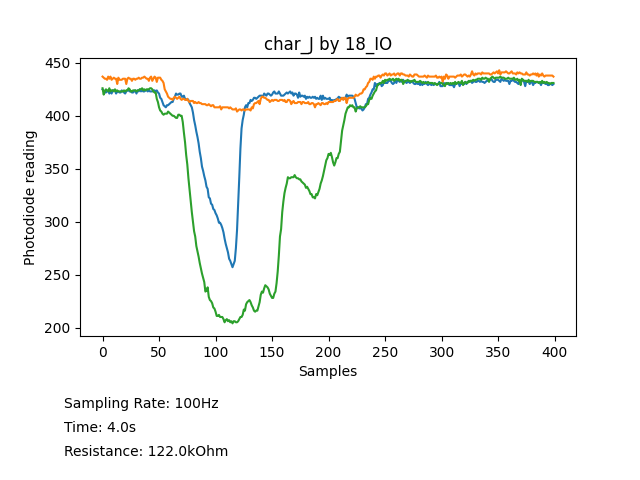 char_J by 18_IO
Photodiode reading
450
400
350
300
250
200
0 50 100 150 200 250 300 350 400
Samples
Sampling Rate: 100Hz
Time: 4.0s
Resistance: 122.0kOhm